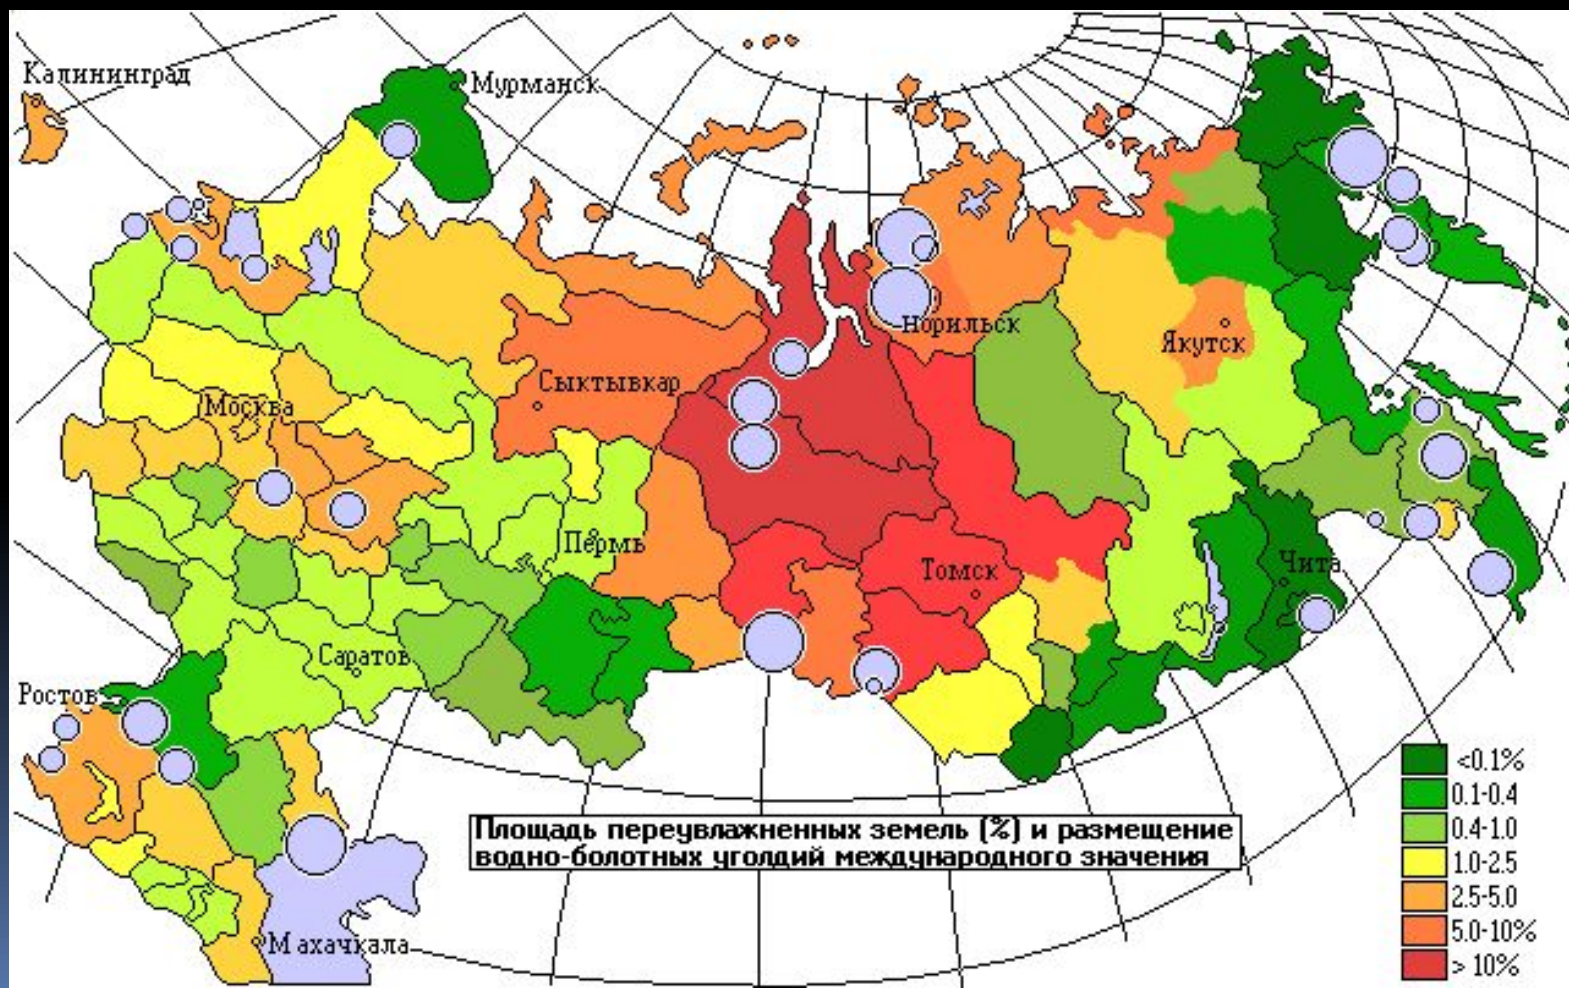 Калининград
Мурманск
Норильск
Якутск
Сыктывкар
Москва
Пермь
Томск
Чита
Саратов
Ростов
Махачкала
Площадь переувлажненных земель (%) и размещение
водно-болотных уголдий международного значения
<0.1%
0.1-0.4
0.4-1.0
1.0-2.5
2.5-5.0
5.0-10%
> 10%